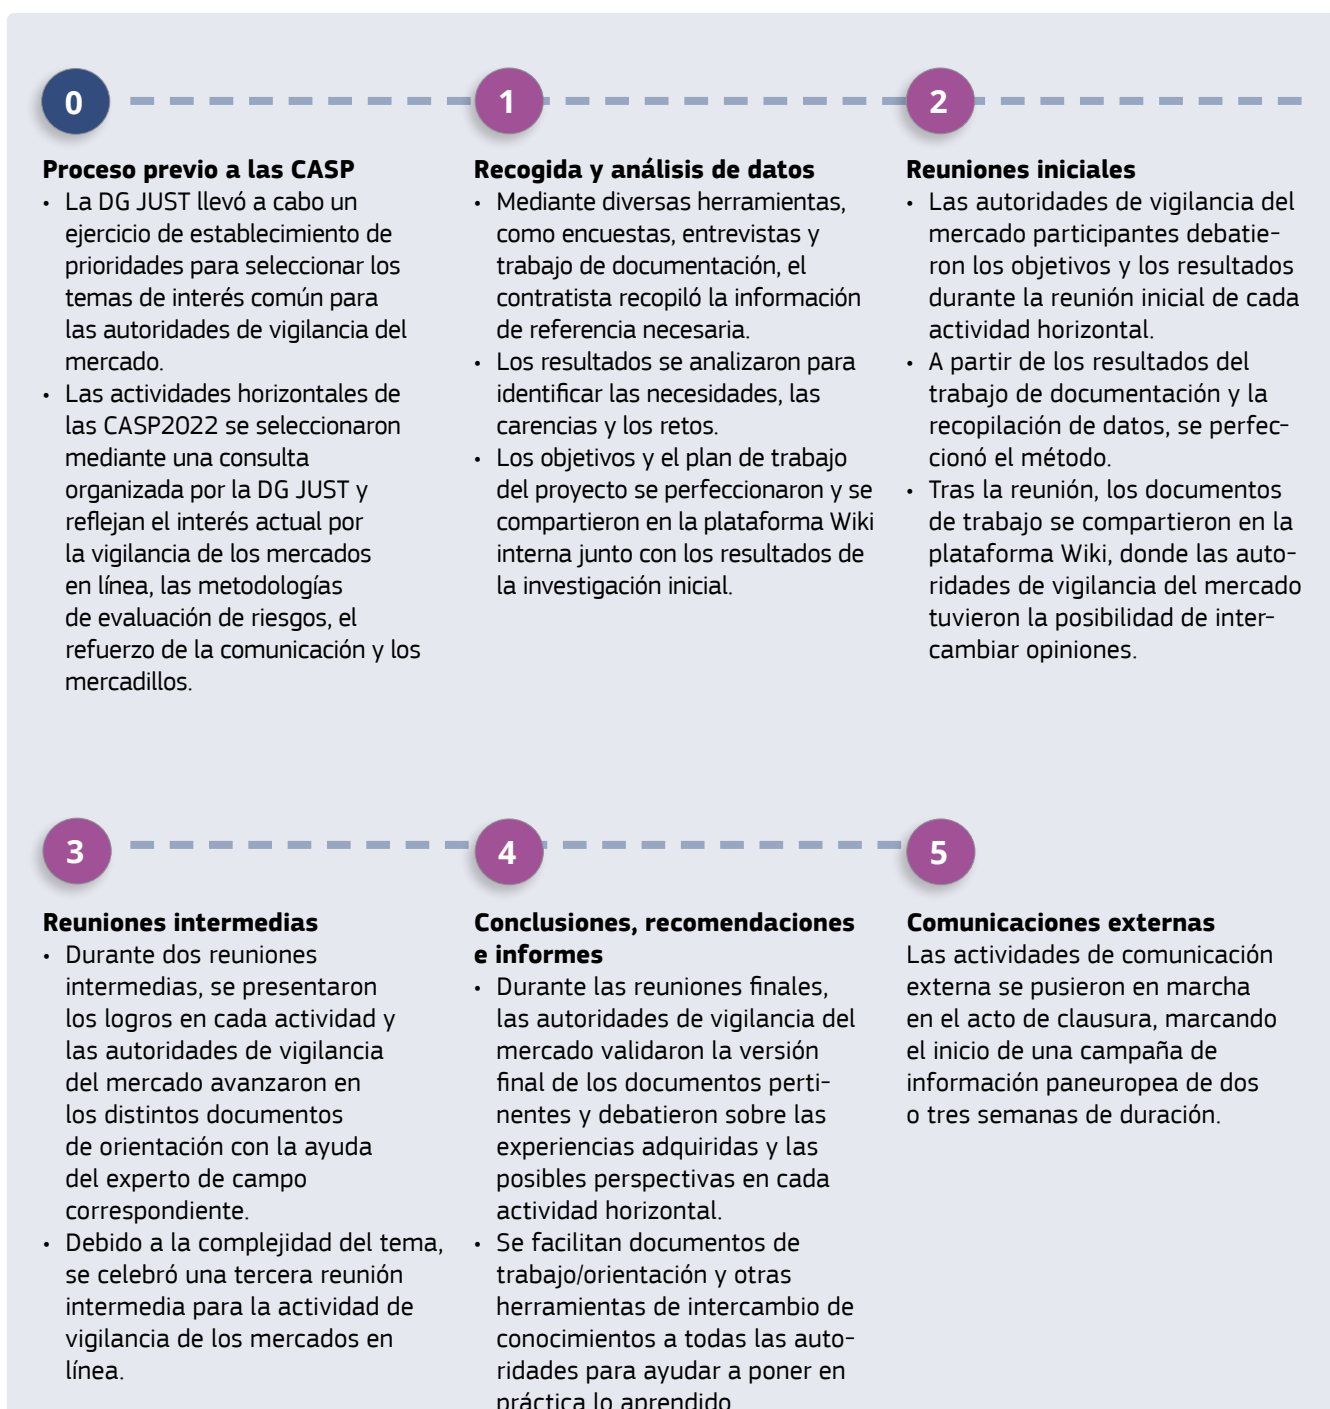 0
Proceso previo a las CASP
• La DG JUST llevó a cabo un
ejercicio de establecimiento de
prioridades para seleccionar los
temas de interés común para
las autoridades de vigilancia del
mercado.
• Las actividades horizontales de
las CASP2022 se seleccionaron
mediante una consulta
organizada por la DG JUST y
reflejan el interés actual por
la vigilancia de los mercados
en línea, las metodologías
de evaluación de riesgos, el
refuerzo de la comunicación y los
mercadillos.
1
Recogida y análisis de datos
• Mediante diversas herramientas,
como encuestas, entrevistas y
trabajo de documentación, el
contratista recopiló la información
de referencia necesaria.
• Los resultados se analizaron para
identificar las necesidades, las
carencias y los retos.
• Los objetivos y el plan de trabajo
del proyecto se perfeccionaron y se
compartieron en la plataforma Wiki
interna junto con los resultados de
la investigación inicial.
2
Reuniones iniciales
• Las autoridades de vigilancia del
mercado participantes debatie-
ron los objetivos y los resultados
durante la reunión inicial de cada
actividad horizontal.
• A partir de los resultados del
trabajo de documentación y la
recopilación de datos, se perfec-
cionó el método.
• Tras la reunión, los documentos
de trabajo se compartieron en la
plataforma Wiki, donde las auto-
ridades de vigilancia del mercado
tuvieron la posibilidad de inter-
cambiar opiniones.
3
Reuniones intermedias
• Durante dos reuniones
intermedias, se presentaron
los logros en cada actividad y
las autoridades de vigilancia
del mercado avanzaron en
los distintos documentos
de orientación con la ayuda
del experto de campo
correspondiente.
• Debido a la complejidad del tema,
se celebró una tercera reunión
intermedia para la actividad de
vigilancia de los mercados en
línea.
4
Conclusiones, recomendaciones
e informes
• Durante las reuniones finales,
las autoridades de vigilancia del
mercado validaron la versión
final de los documentos perti-
nentes y debatieron sobre las
experiencias adquiridas y las
posibles perspectivas en cada
actividad horizontal.
• Se facilitan documentos de
trabajo/orientación y otras
herramientas de intercambio de
conocimientos a todas las auto-
ridades para ayudar a poner en
práctica lo aprendido
5
Comunicaciones externas
Las actividades de comunicación
externa se pusieron en marcha
en el acto de clausura, marcando
el inicio de una campaña de
información paneuropea de dos
o tres semanas de duración.